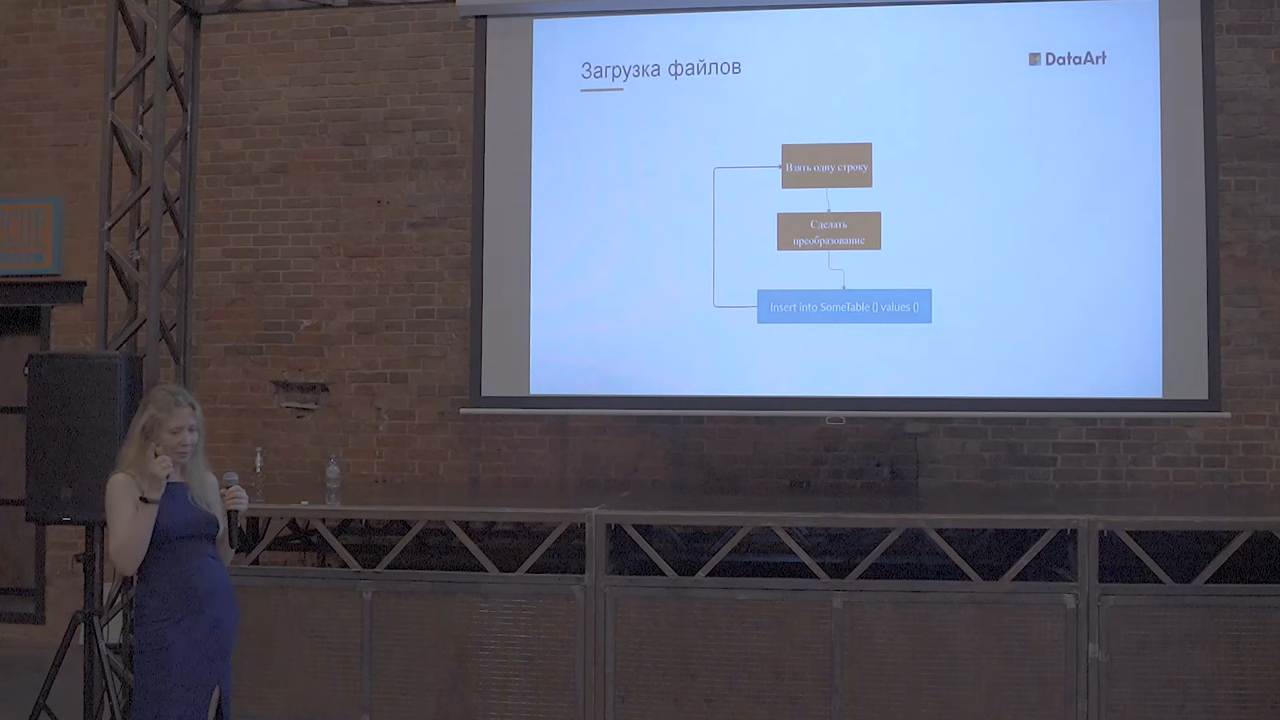 Загрузка файлов
DataArt
Взять одну строку
Сделать
преобразование
Insert into SomeTable () values ()